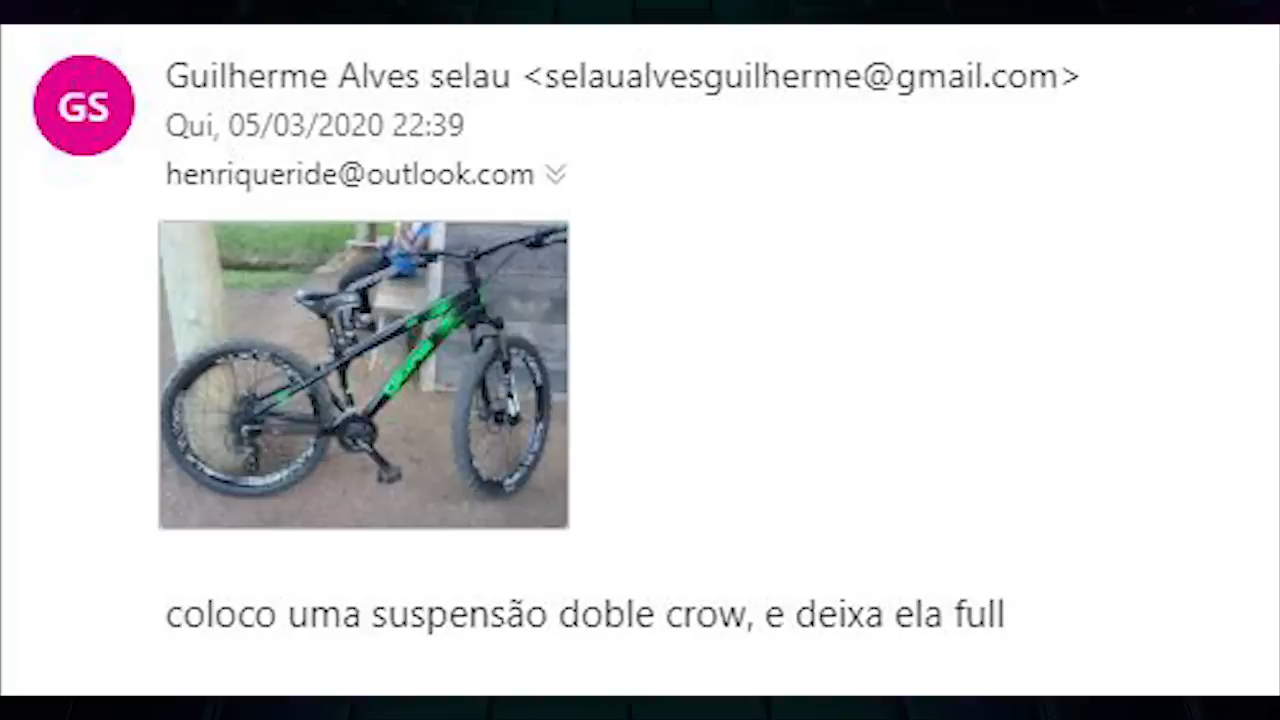 GS
Guilherme Alves selau <selaualvesguilherme@gmail.com>
Qui, 05/03/2020 22:39
henriqueride@outlook.com
coloco uma suspensão doble crow, e deixa ela full